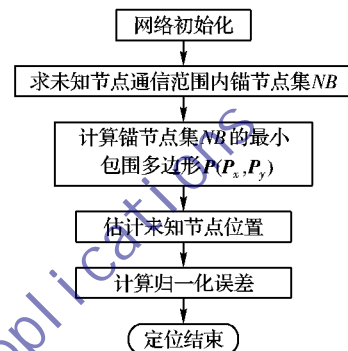 网络初始化
求未知节点通信范围内锚节点集NB
计算锚节点集NB的最小
包围多边形P(Px,Py)
估计未知节点位置
计算归一化误差
定位结束
pplications